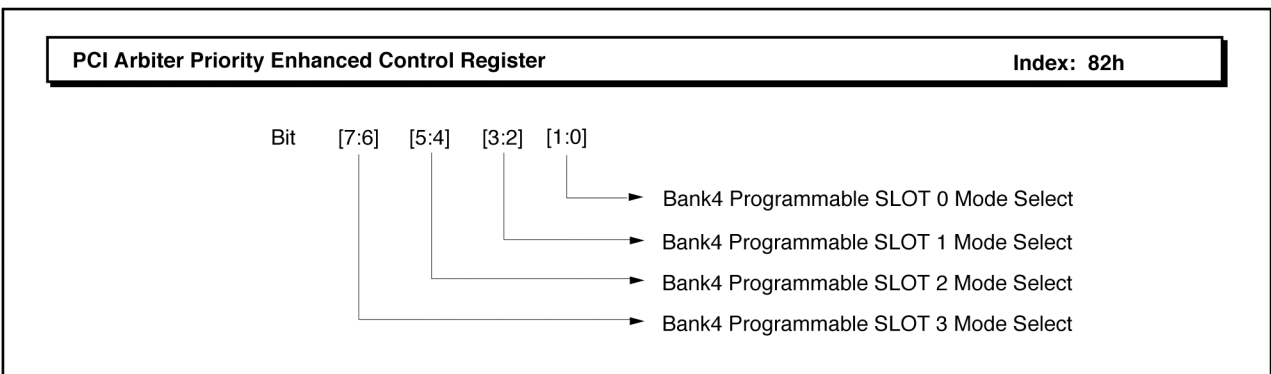 PCI Arbiter Priority Enhanced Control Register Index: 82h
Bit [7:6] [5:4] [3:2] [1:0]
Bank4 Programmable SLOT 0 Mode Select
Bank4 Programmable SLOT 1 Mode Select
Bank4 Programmable SLOT 2 Mode Select
Bank4 Programmable SLOT 3 Mode Select